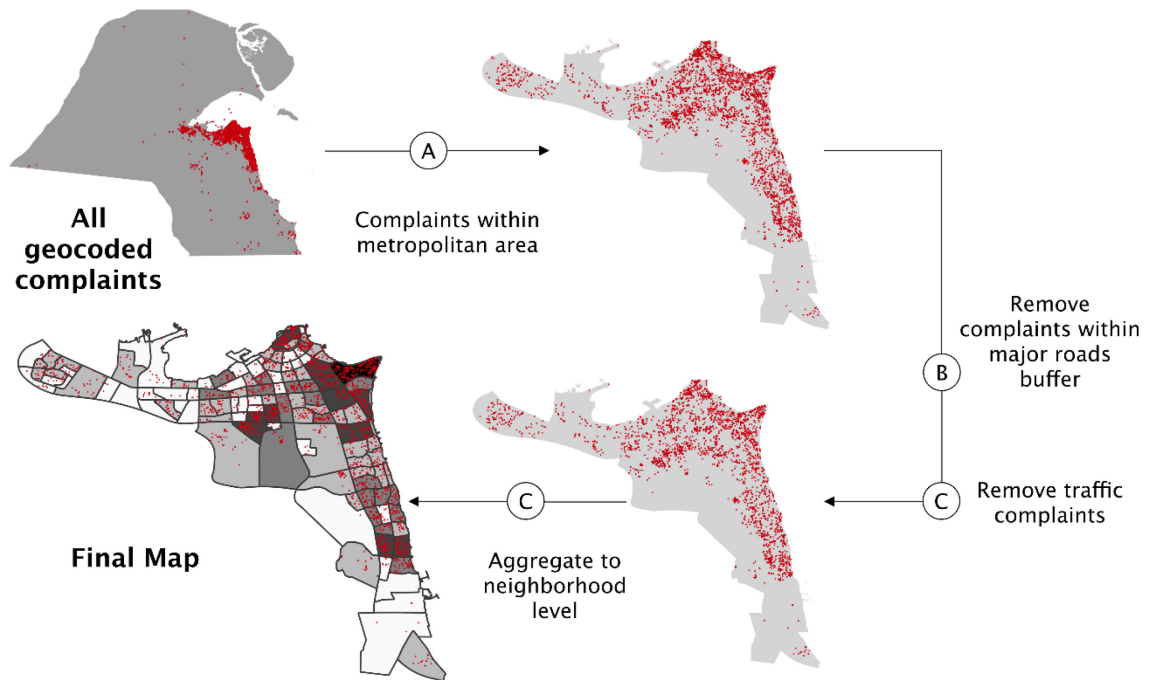 All
geocoded
complaints
A
Complaints within
metropolitan area
Remove
complaints within
major roads
buffer
B
C
Remove traffic
complaints
C
Aggregate to
neighborhood
level
Final Map